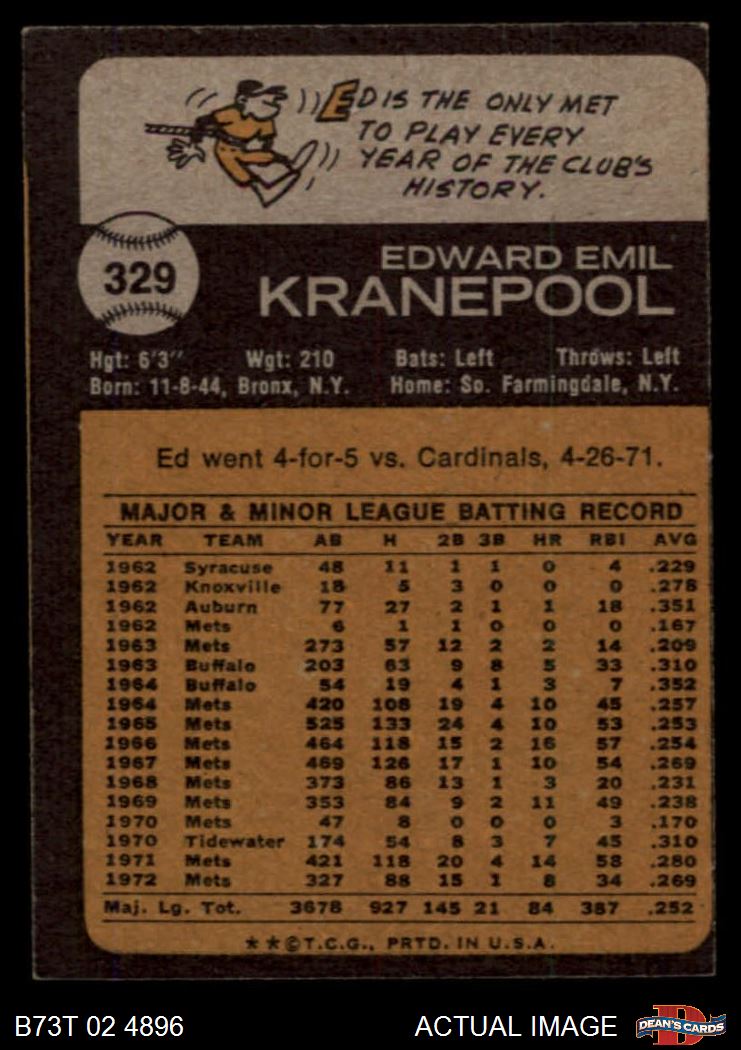 ED IS THE ONLY MET
TO PLAY EVERY
YEAR OF THE CLUB'S
HISTORY.
329
EDWARD EMIL
KRANEPOOL
Hgt: 6'3" Wgt: 210 Bats: Left Throws: Left
Born: 11-8-44, Bronx, N.Y. Home: So. Farmingdale, N.Y.
Ed went 4-for-5 vs. Cardinals, 4-26-71.
MAJOR & MINOR LEAGUE BATTING RECORD
YEAR TEAM AB H 2B 3B HR RBI AVG
1962 Syracuse 48 11 1 1 0 4 .229
1962 Knoxville 18 5 3 0 0 0 .278
1962 Auburn 77 27 2 1 1 18 .351
1962 Mets 6 1 1 0 0 0 .167
1963 Mets 273 57 12 2 2 14 .209
1963 Buffalo 203 63 9 8 5 33 .310
1964 Buffalo 54 19 4 1 3 7 .352
1964 Mets 420 108 19 4 10 45 .257
1965 Mets 525 133 24 4 10 53 .253
1966 Mets 464 118 15 2 16 57 .254
1967 Mets 469 126 17 1 10 54 .269
1968 Mets 373 86 13 1 3 20 .231
1969 Mets 353 84 9 2 11 49 .238
1970 Mets 47 8 0 0 0 3 .170
1970 Tidewater 174 54 8 3 7 45 .310
1971 Mets 421 118 20 4 14 58 .280
1972 Mets 327 88 15 1 8 34 .269
Maj. Lg. Tot. 3678 927 145 21 84 387 .252
★★©T.C.G., PRTD. IN U.S.A.
B73T 02 4896 ACTUAL IMAGE DEAN'S CARDS